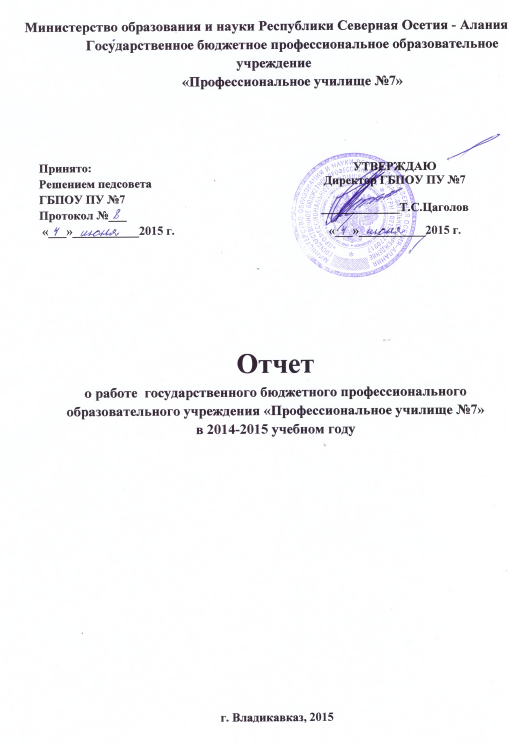 Министерство образования и науки Республики Северная Осетия - Алания
Государственное бюджетное профессиональное образовательное
учреждение
«Профессиональное училище №7»
Принято:
Решением педсовета
ГБПОУ ПУ №7
Протокол № 8
« 4 » июня 2015 г.
УТВЕРЖДАЮ
Директор ГБПОУ ПУ №7
Т.С.Цаголов
« 4 » июня 2015 г.
Отчет
о работе государственного бюджетного профессионального
образовательного учреждения «Профессиональное училище №7»
в 2014-2015 учебном году
г. Владикавказ, 2015